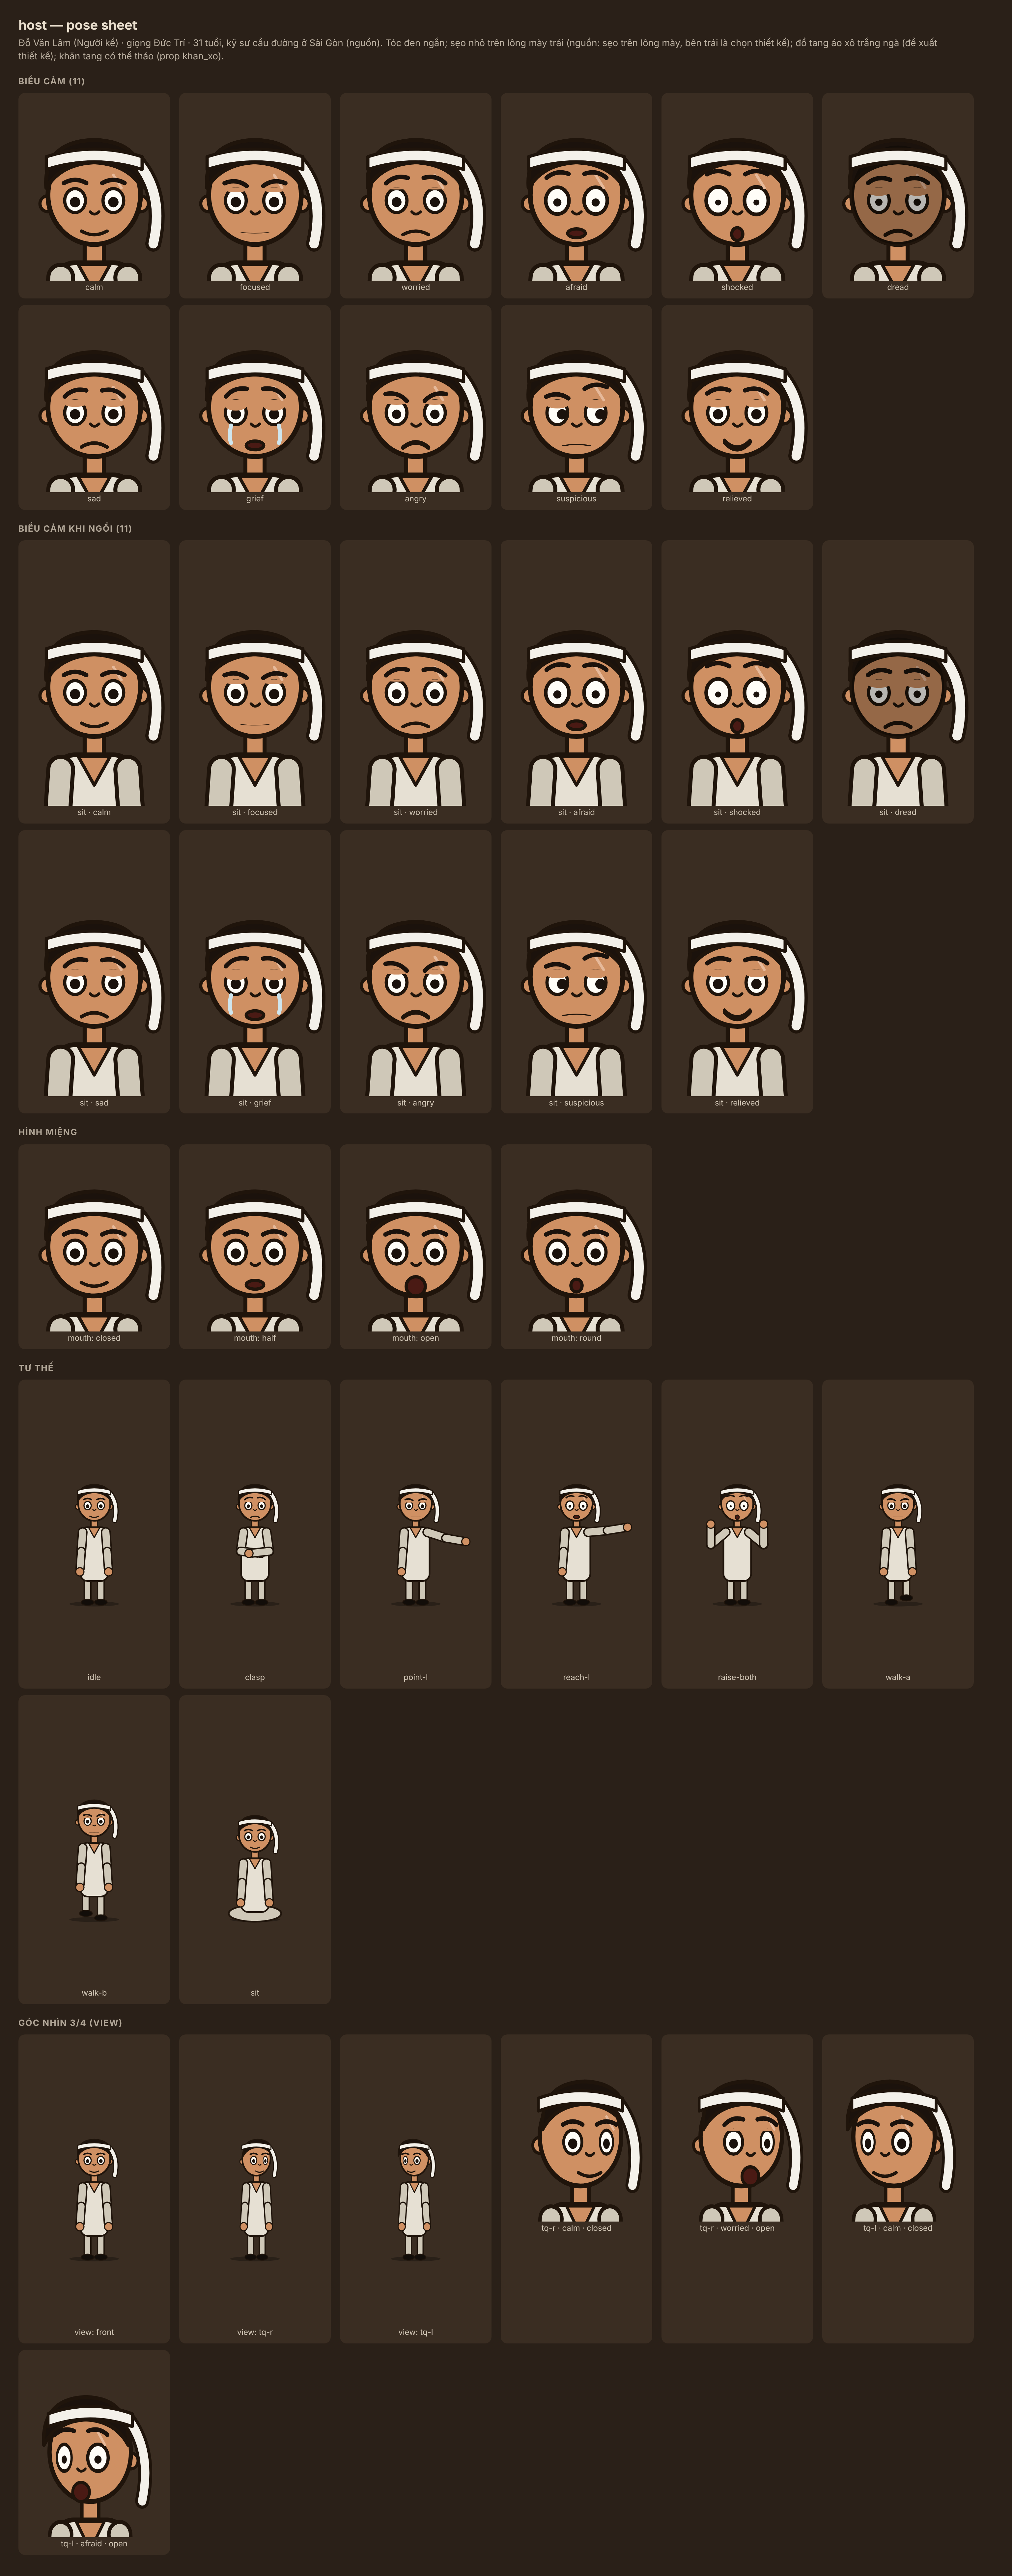 host — pose sheet
Đỗ Văn Lâm (Người kể) · giọng Đức Trí · 31 tuổi, kỹ sư cầu đường ở Sài Gòn (nguồn). Tóc đen ngắn; sẹo nhỏ trên lông mày trái (nguồn: sẹo trên lông mày, bên trái là chọn thiết kế); đồ tang áo xô trắng ngà (đề xuất
thiết kế); khăn tang có thể tháo (prop khan_xo).
BIỂU CẢM (11)
calm
focused
worried
afraid
shocked
dread
sad
grief
angry
suspicious
relieved
BIỂU CẢM KHI NGỒI (11)
sit · calm
sit · focused
sit · worried
sit · afraid
sit · shocked
sit · dread
sit · sad
sit · grief
sit · angry
sit · suspicious
sit · relieved
HÌNH MIỆNG
mouth: closed
mouth: half
mouth: open
mouth: round
TƯ THẾ
idle
clasp
point-l
reach-l
raise-both
walk-a
walk-b
sit
GÓC NHÌN 3/4 (VIEW)
view: front
view: tq-r
view: tq-l
tq-r · calm · closed
tq-r · worried · open
tq-l · calm · closed
tq-l · afraid · open